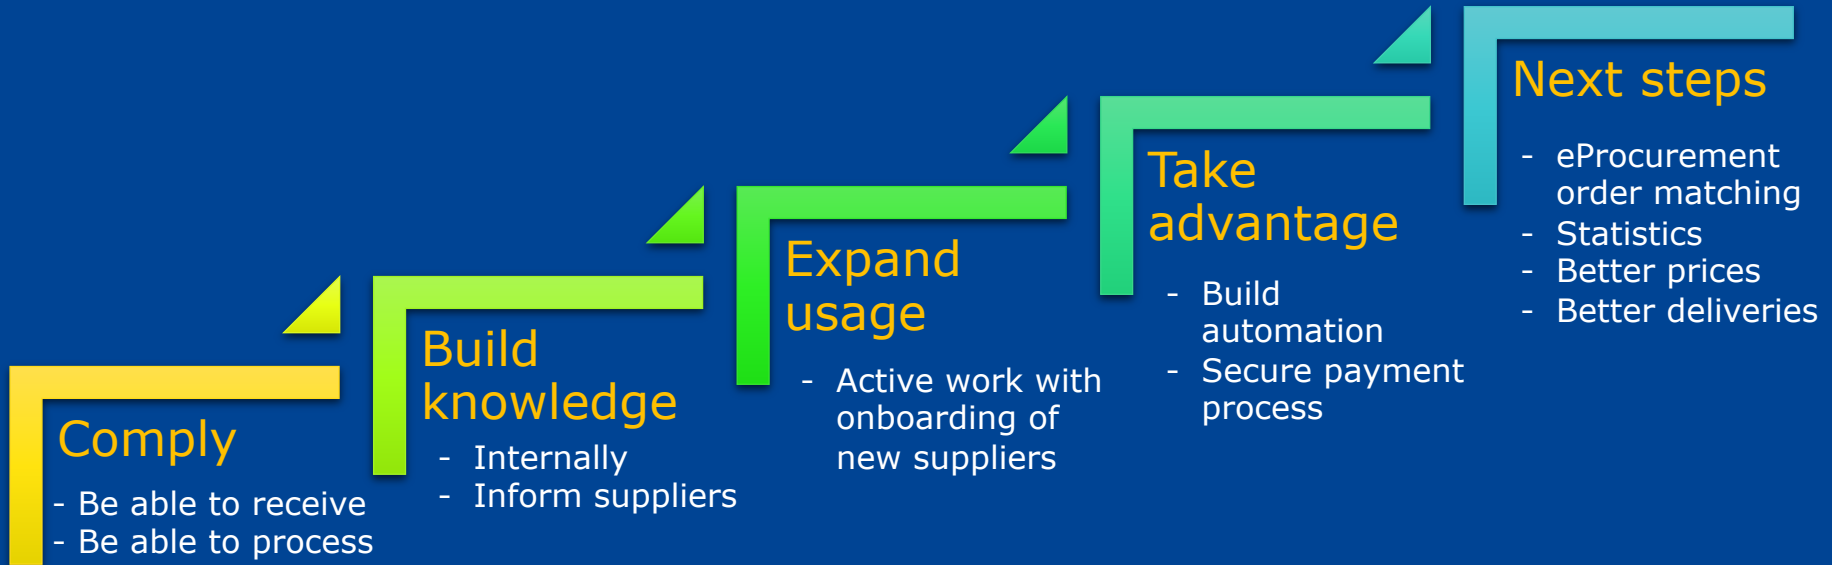 Comply
- Be able to receive
- Be able to process
Build
knowledge
- Internally
- Inform suppliers
Expand
usage
- Active work with
onboarding of
new suppliers
Take
advantage
- Build
automation
- Secure payment
process
Next steps
- eProcurement
order matching
- Statistics
- Better prices
- Better deliveries